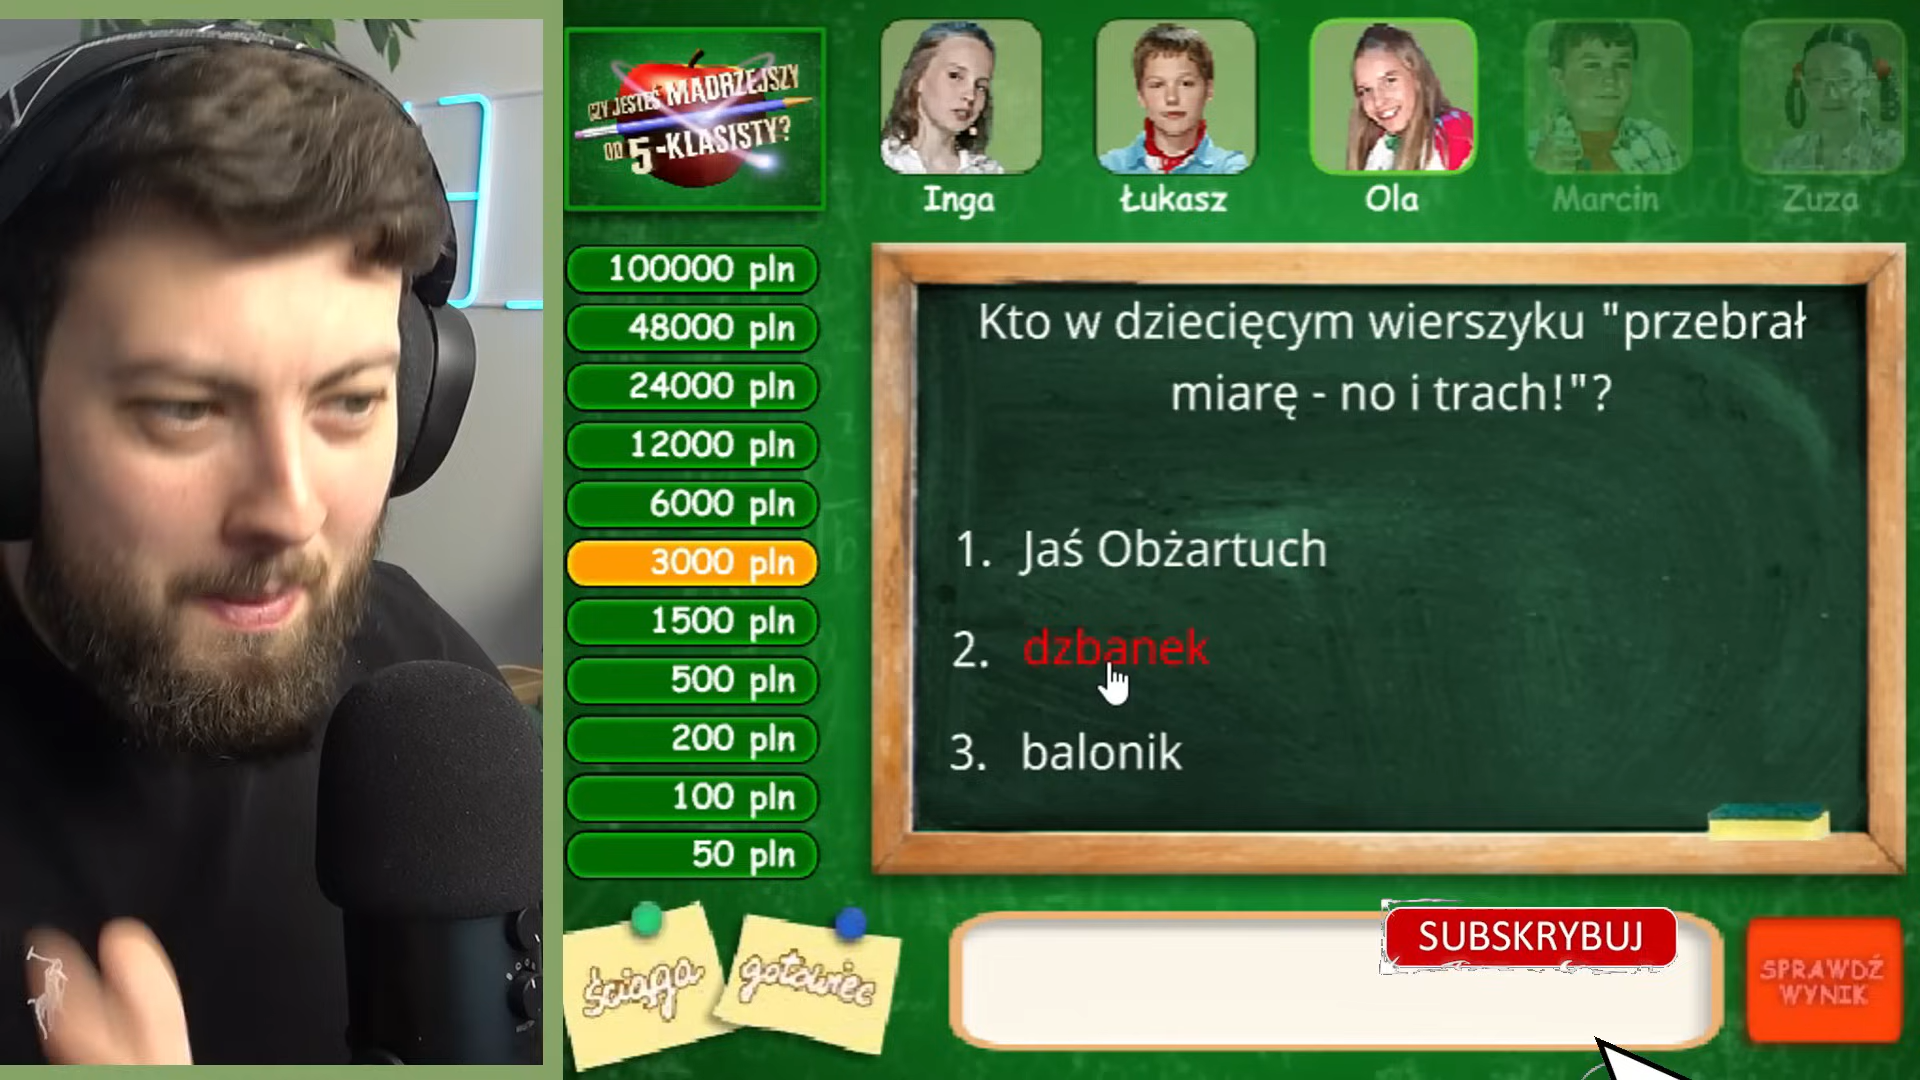 CZY JESTEŚ MĄDRZEJSZY
OD 5-KLASISTY?
Inga
Łukasz
Ola
Marcin
Zuza
100000 pln
48000 pln
24000 pln
12000 pln
6000 pln
3000 pln
1500 pln
500 pln
200 pln
100 pln
50 pln
Kto w dziecięcym wierszyku "przebrał
miarę - no i trach!"?
1. Jaś Obżartuch
2. dzbanek
3. balonik
ściąga
gotowiec
SUBSKRYBUJ
SPRAWDŹ
WYNIK